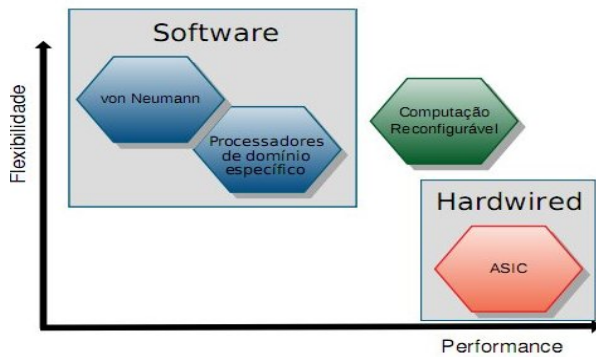 Software
von Neumann
Processadores
de domínio
específico
Computação
Reconfigurável
Hardwired
ASIC
Flexibilidade
Performance